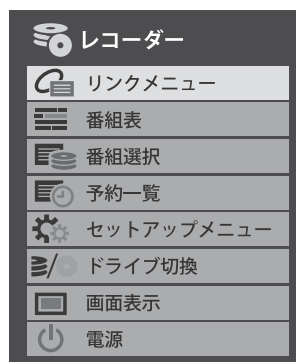 レコーダー
リンクメニュー
番組表
番組選択
予約一覧
セットアップメニュー
ドライブ切換
画面表示
電源